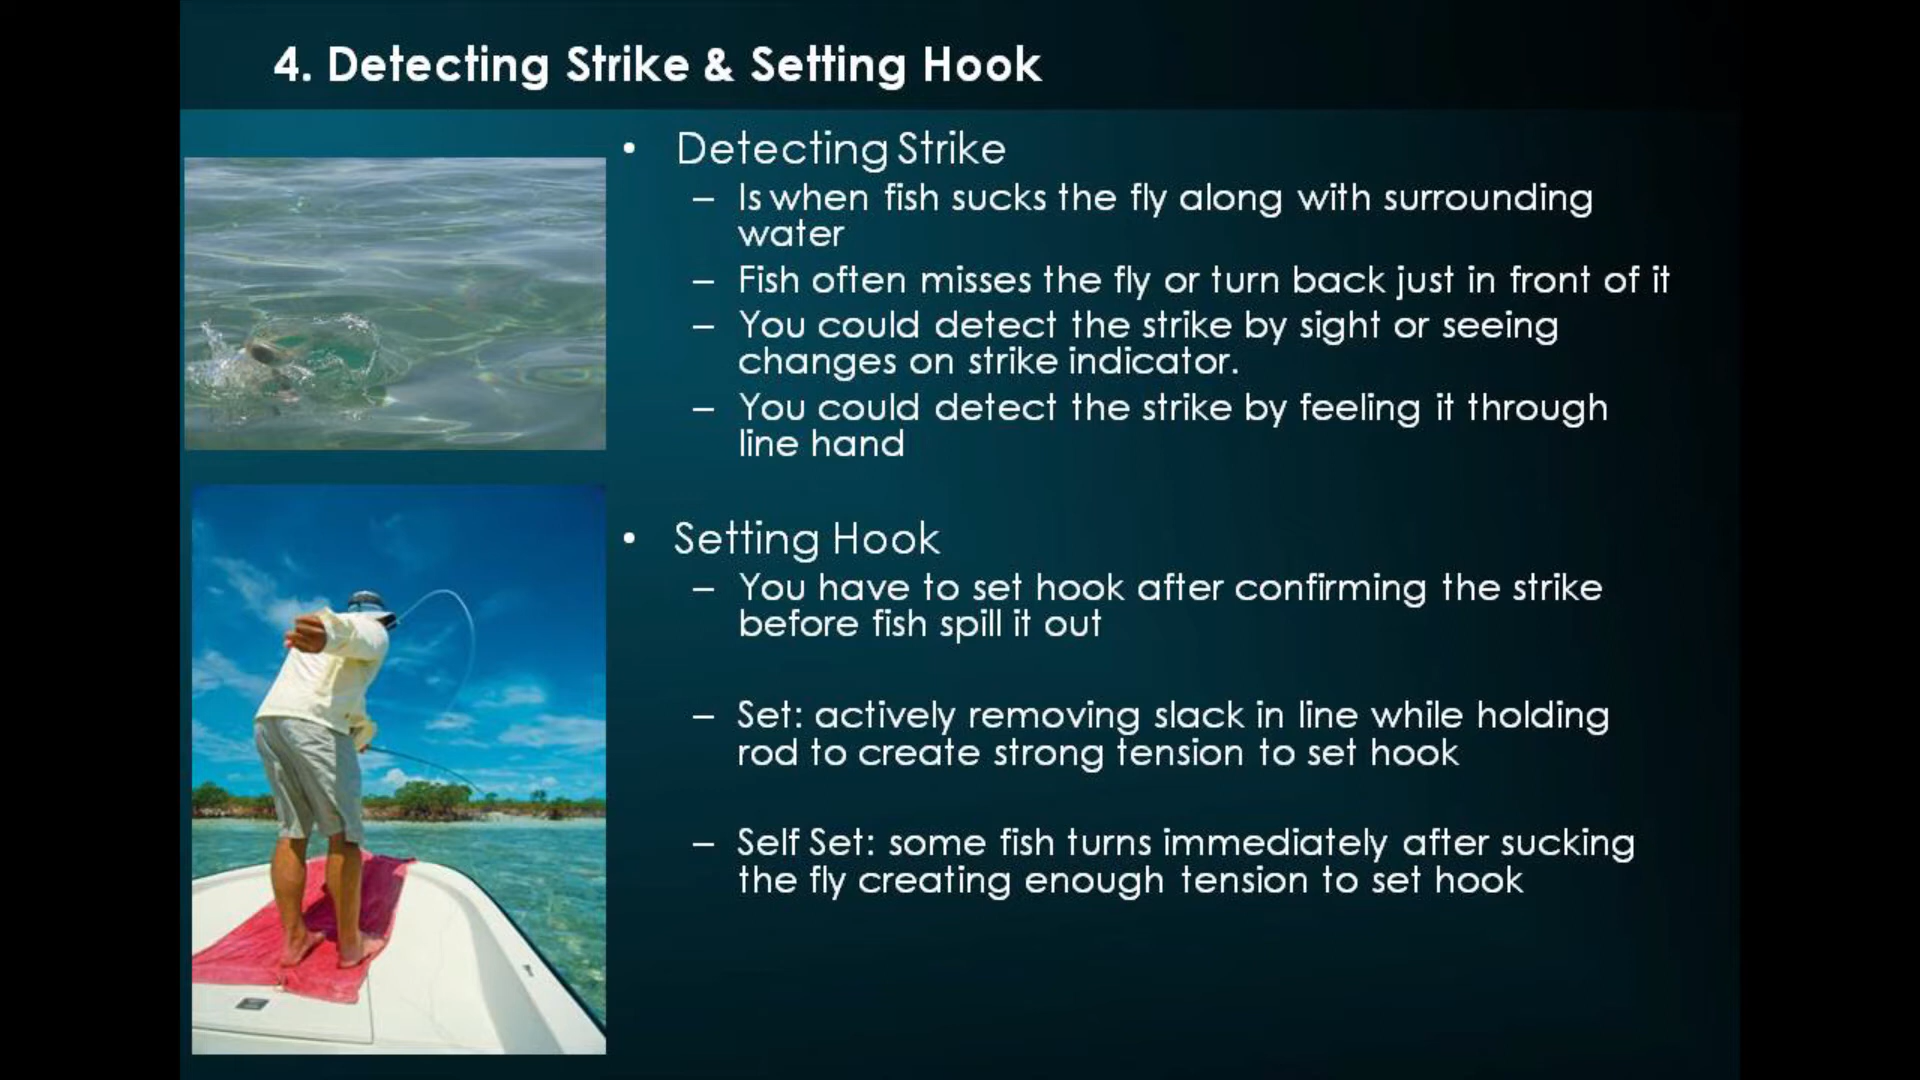 4. Detecting Strike & Setting Hook
• Detecting Strike
– Is when fish sucks the fly along with surrounding
water
– Fish often misses the fly or turn back just in front of it
– You could detect the strike by sight or seeing
changes on strike indicator.
– You could detect the strike by feeling it through
line hand
• Setting Hook
– You have to set hook after confirming the strike
before fish spill it out
– Set: actively removing slack in line while holding
rod to create strong tension to set hook
– Self Set: some fish turns immediately after sucking
the fly creating enough tension to set hook